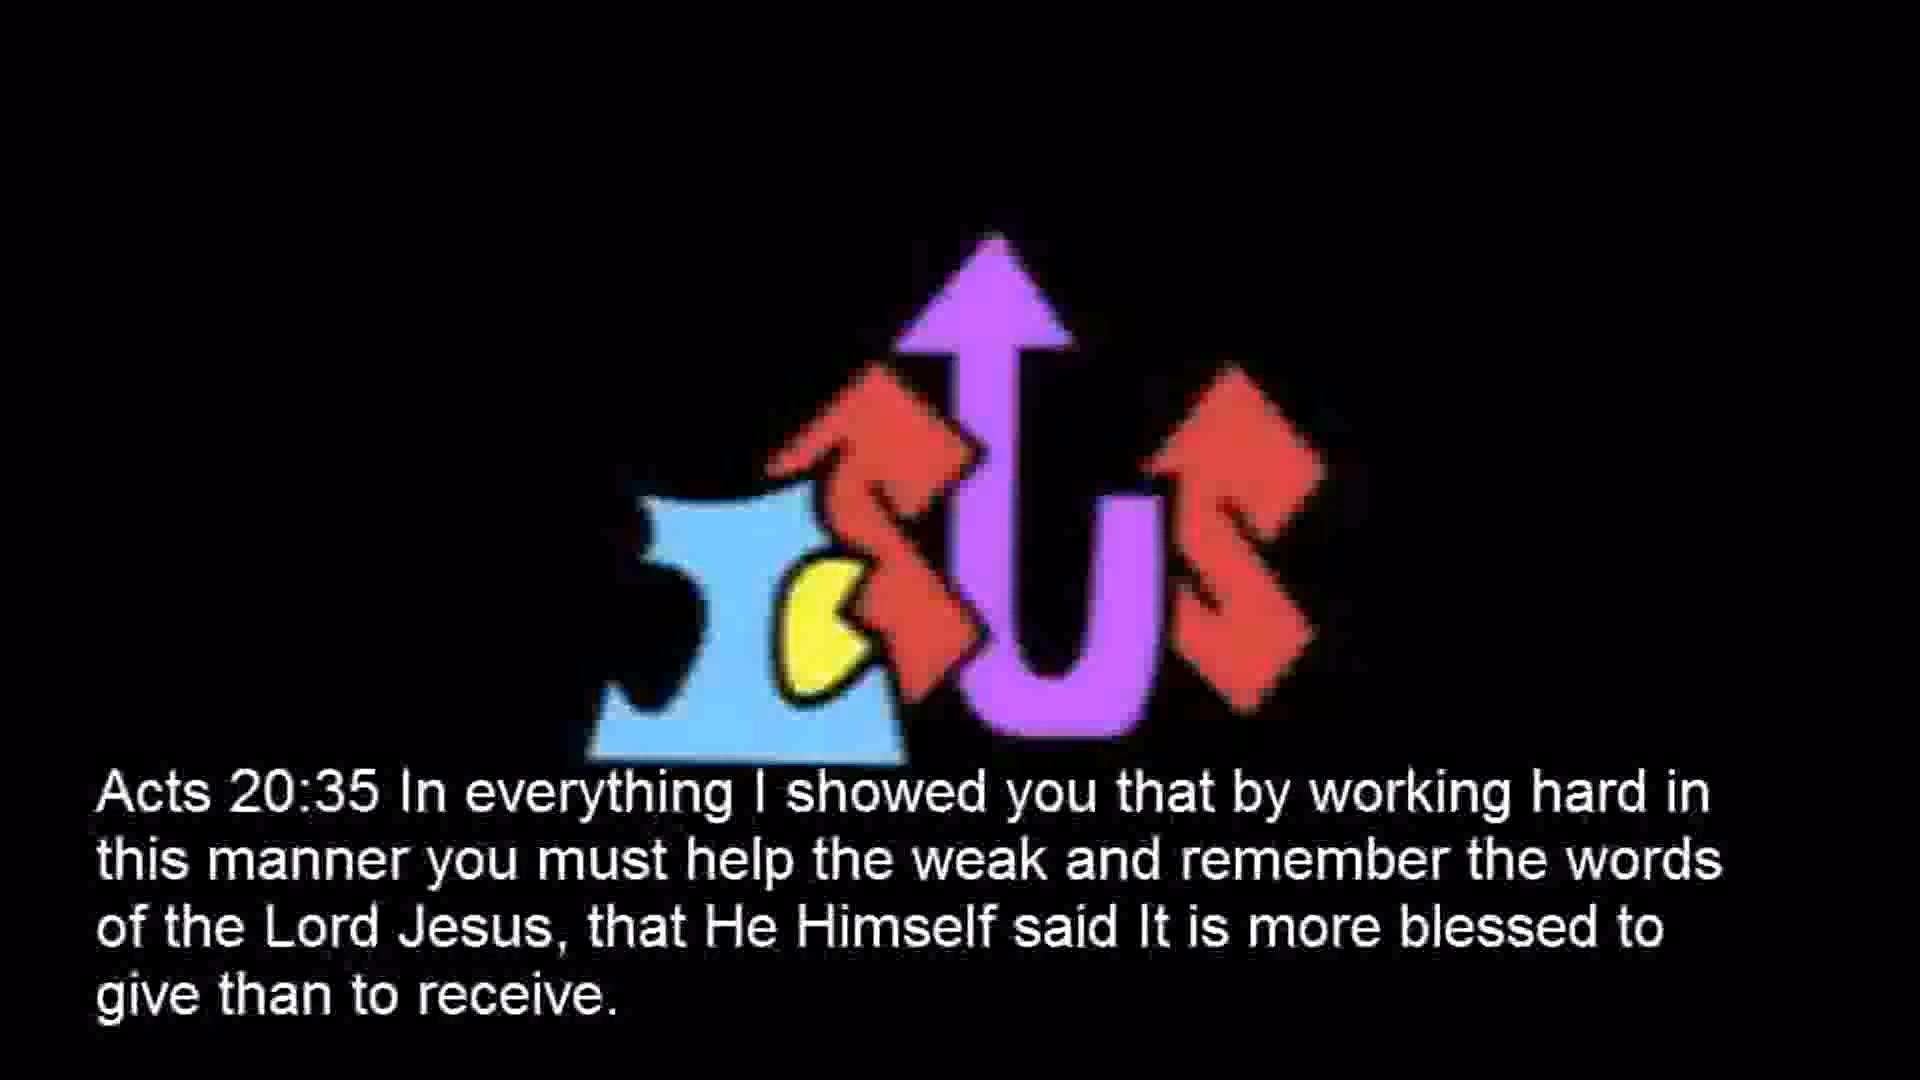 Acts 20:35 In everything I showed you that by working hard in
this manner you must help the weak and remember the words
of the Lord Jesus, that He Himself said It is more blessed to
give than to receive.